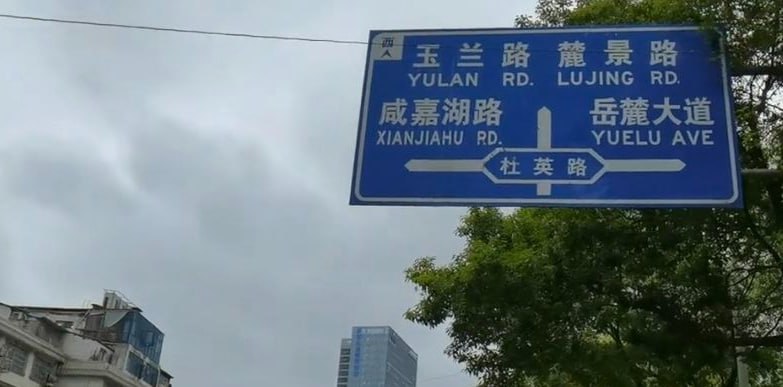 西
玉兰路 麓景路
YULAN RD. LUJING RD.
咸嘉湖路 岳麓大道
XIANJIAHU RD. YUELU AVE
杜英路